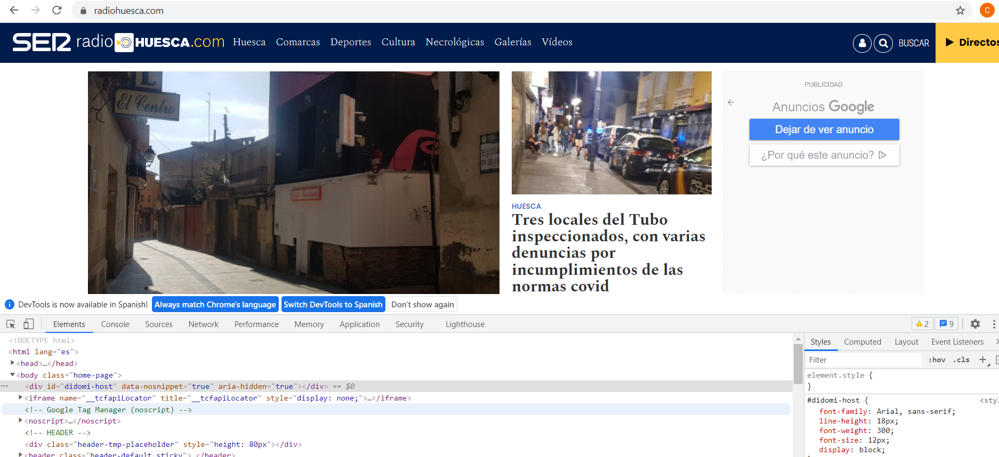 radiohuesca.com
C
SER radio HUESCA.com Huesca Comarcas Deportes Cultura Necrológicas Galerías Vídeos BUSCAR Directos
El Centro
POLICIA
HUESCA
Tres locales del Tubo
inspeccionados, con varias
denuncias por
incumplimientos de las
normas covid
PUBLICIDAD
Anuncios Google
Dejar de ver anuncio
¿Por qué este anuncio?
DevTools is now available in Spanish! Always match Chrome's language Switch DevTools to Spanish Don't show again
Elements Console Sources Network Performance Memory Application Security Lighthouse 2 9
<!DOCTYPE html>
<html lang="es">
<head>…</head>
<body class="home-page">
<div id="didomi-host" data-nosnippet="true" aria-hidden="true"></div> == $0
<iframe name="__tcfapiLocator" title="__tcfapiLocator" style="display: none;">…</iframe>
<!-- Google Tag Manager (noscript) -->
<noscript>…</noscript>
<!-- HEADER -->
<div class="header-tmp-placeholder" style="height: 80px"></div>
<header class="header-default sticky">…</header>
Styles Computed Layout Event Listeners
Filter :hov .cls
element.style {
}
#didomi-host { <styl
font-family: Arial, sans-serif;
line-height: 18px;
font-weight: 300;
font-size: 12px;
display: block;